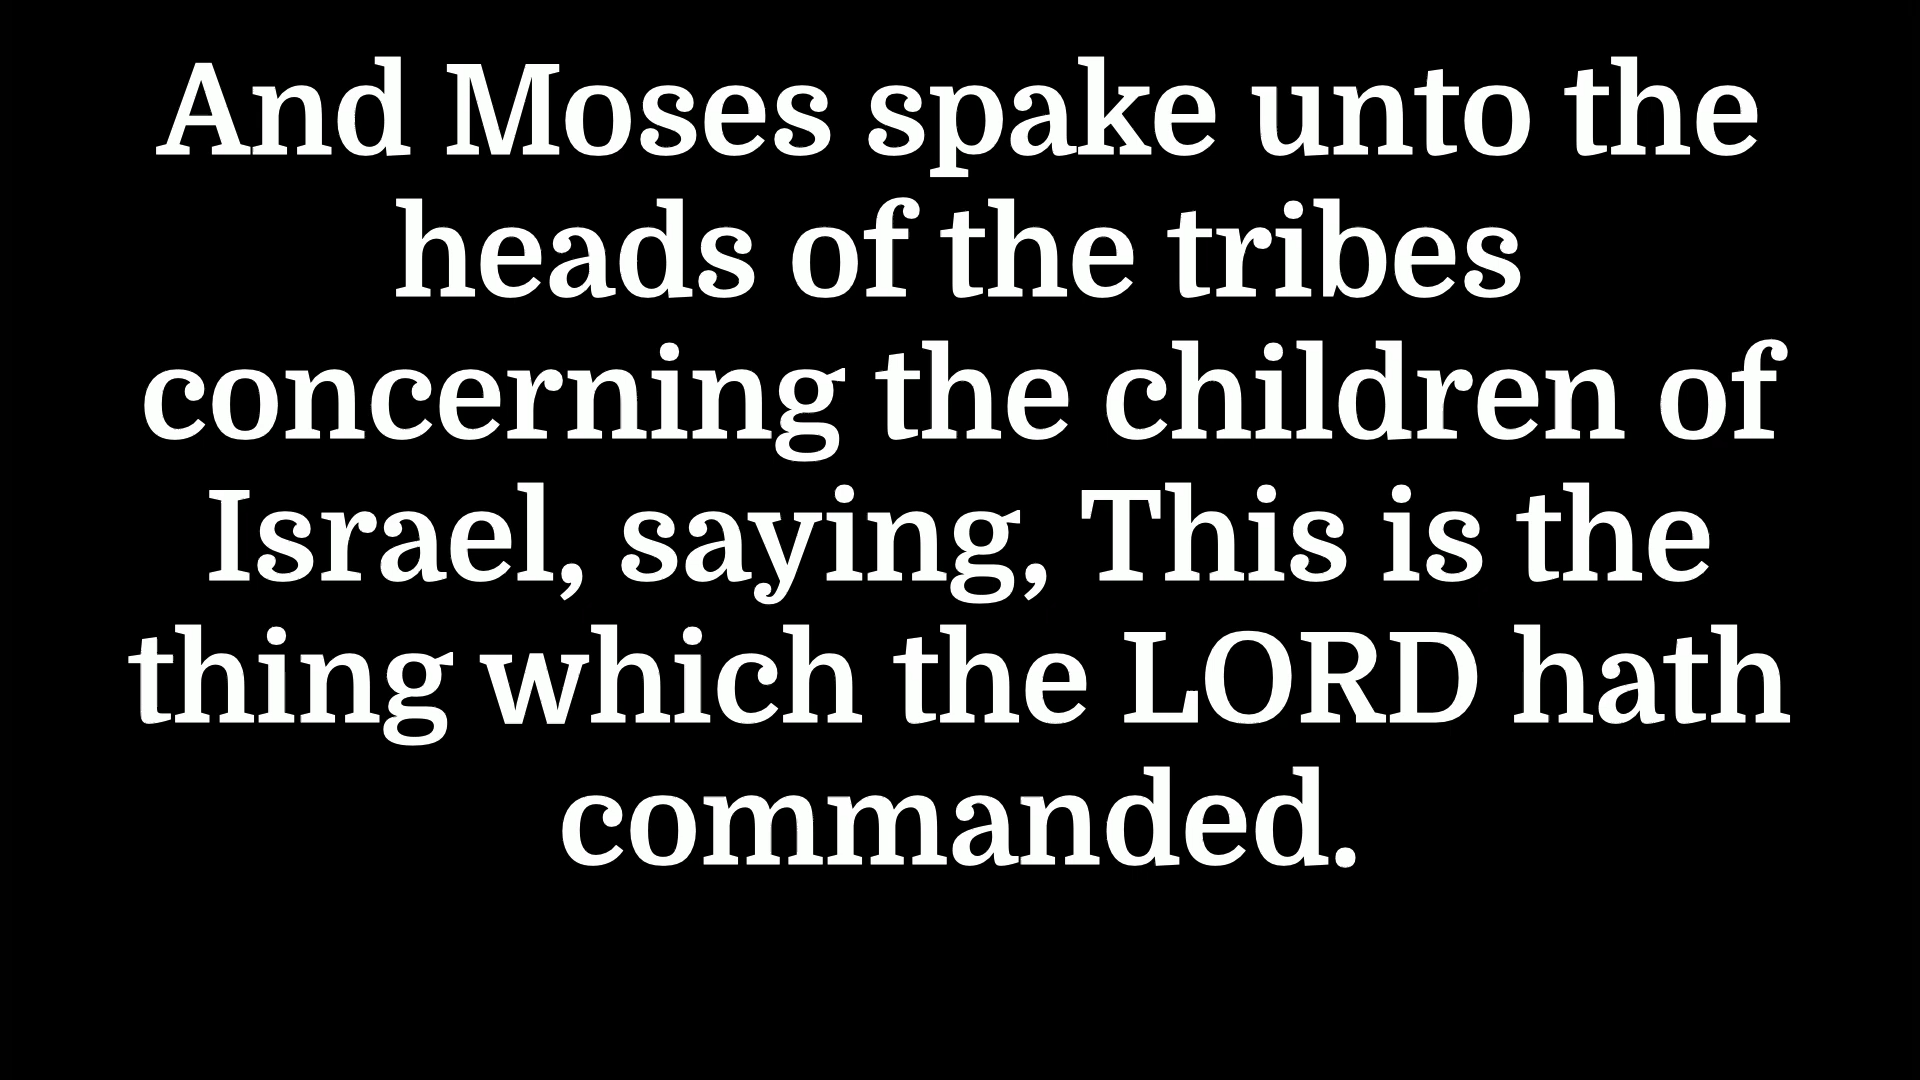 And Moses spake unto the
heads of the tribes
concerning the children of
Israel, saying, This is the
thing which the LORD hath
commanded.